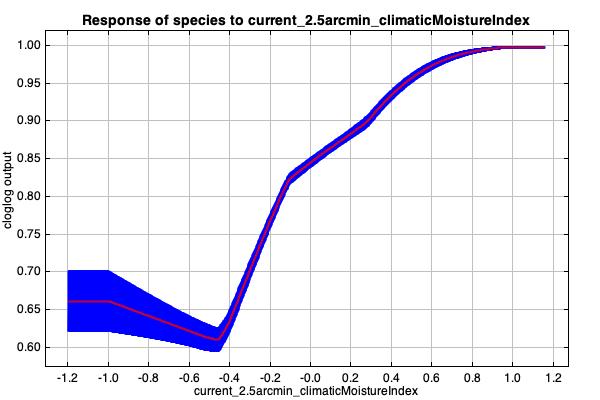 Response of species to current_2.5arcmin_climaticMoistureIndex
1.00
0.95
0.90
0.85
0.80
0.75
0.70
0.65
0.60
cloglog output
-1.2 -1.0 -0.8 -0.6 -0.4 -0.2 -0.0 0.2 0.4 0.6 0.8 1.0 1.2
current_2.5arcmin_climaticMoistureIndex